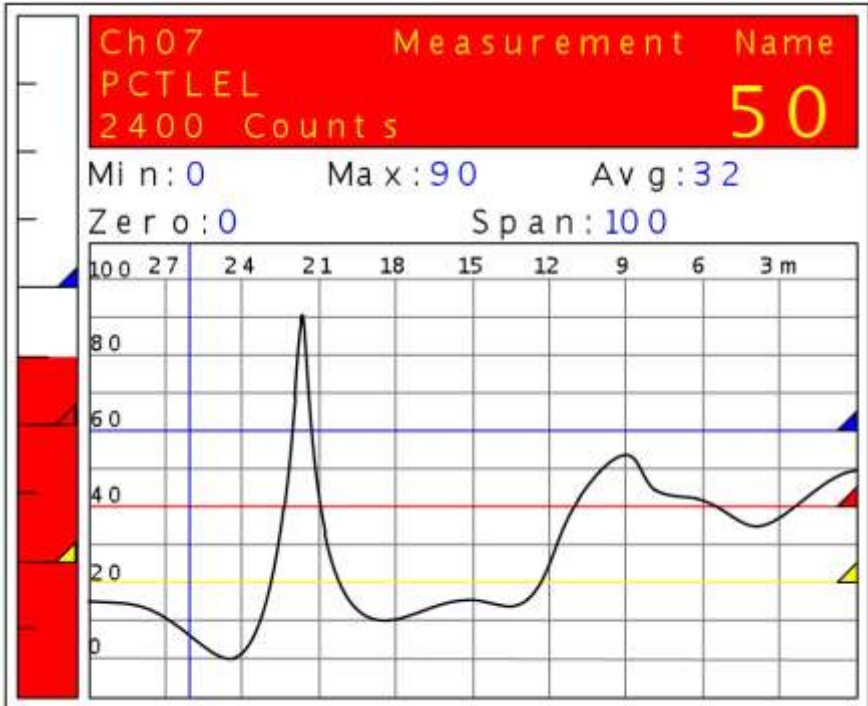 Ch07 Measurement Name
PCTLEL
50
2400 Counts
Min:0 Max:90 Avg:32
Zero:0 Span:100
100 27 24 21 18 15 12 9 6 3m
80
60
40
20
0